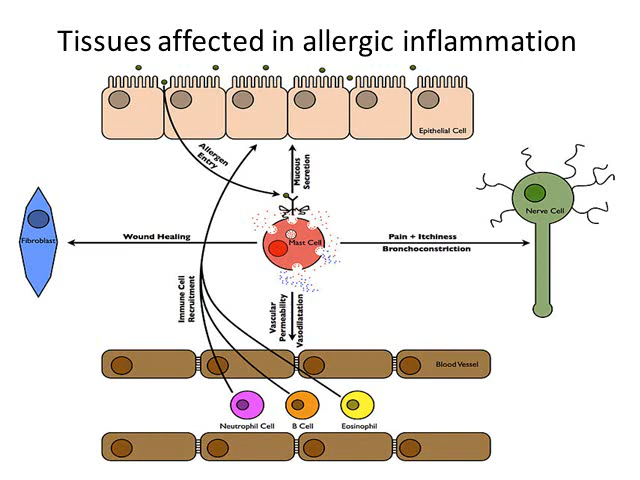 Tissues affected in allergic inflammation
Epithelial Cell
Allergen
Entry
Mucous
Secretion
Nerve Cell
Fibroblast
Wound Healing
Mast Cell
Pain + Itchiness
Bronchoconstriction
Immune Cell
Recruitment
Vascular
Permeability
Vasodilatation
Blood Vessel
Neutrophil Cell
B Cell
Eosinophil